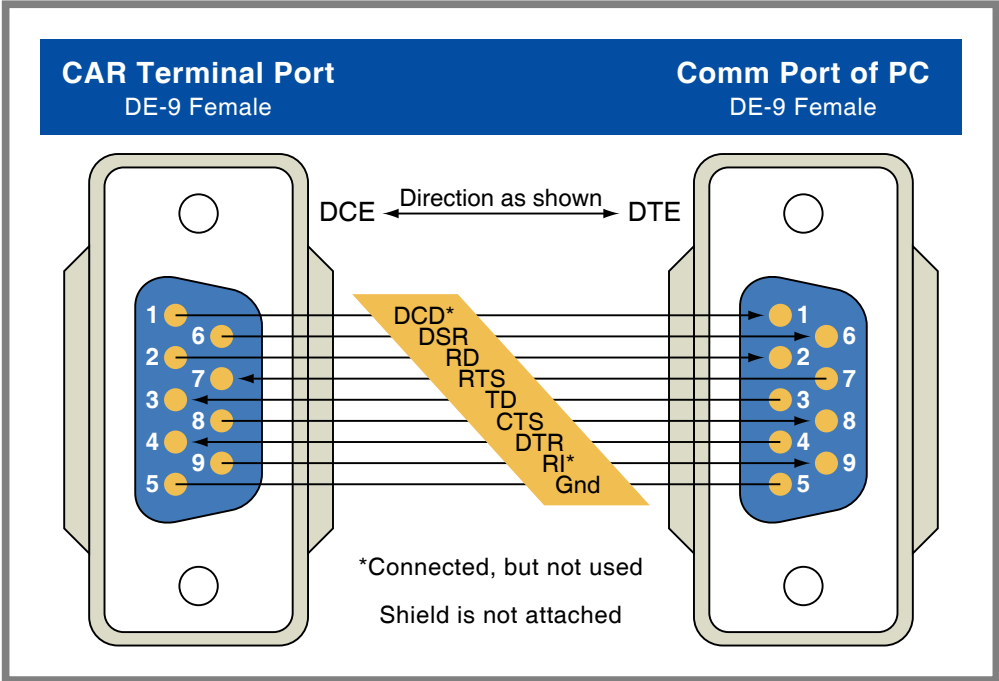 CAR Terminal Port
DE-9 Female
Comm Port of PC
DE-9 Female
DCE
Direction as shown
DTE
1
6
2
7
3
8
4
9
5
DCD*
DSR
RD
RTS
TD
CTS
DTR
RI*
Gnd
1
6
2
7
3
8
4
9
5
*Connected, but not used
Shield is not attached